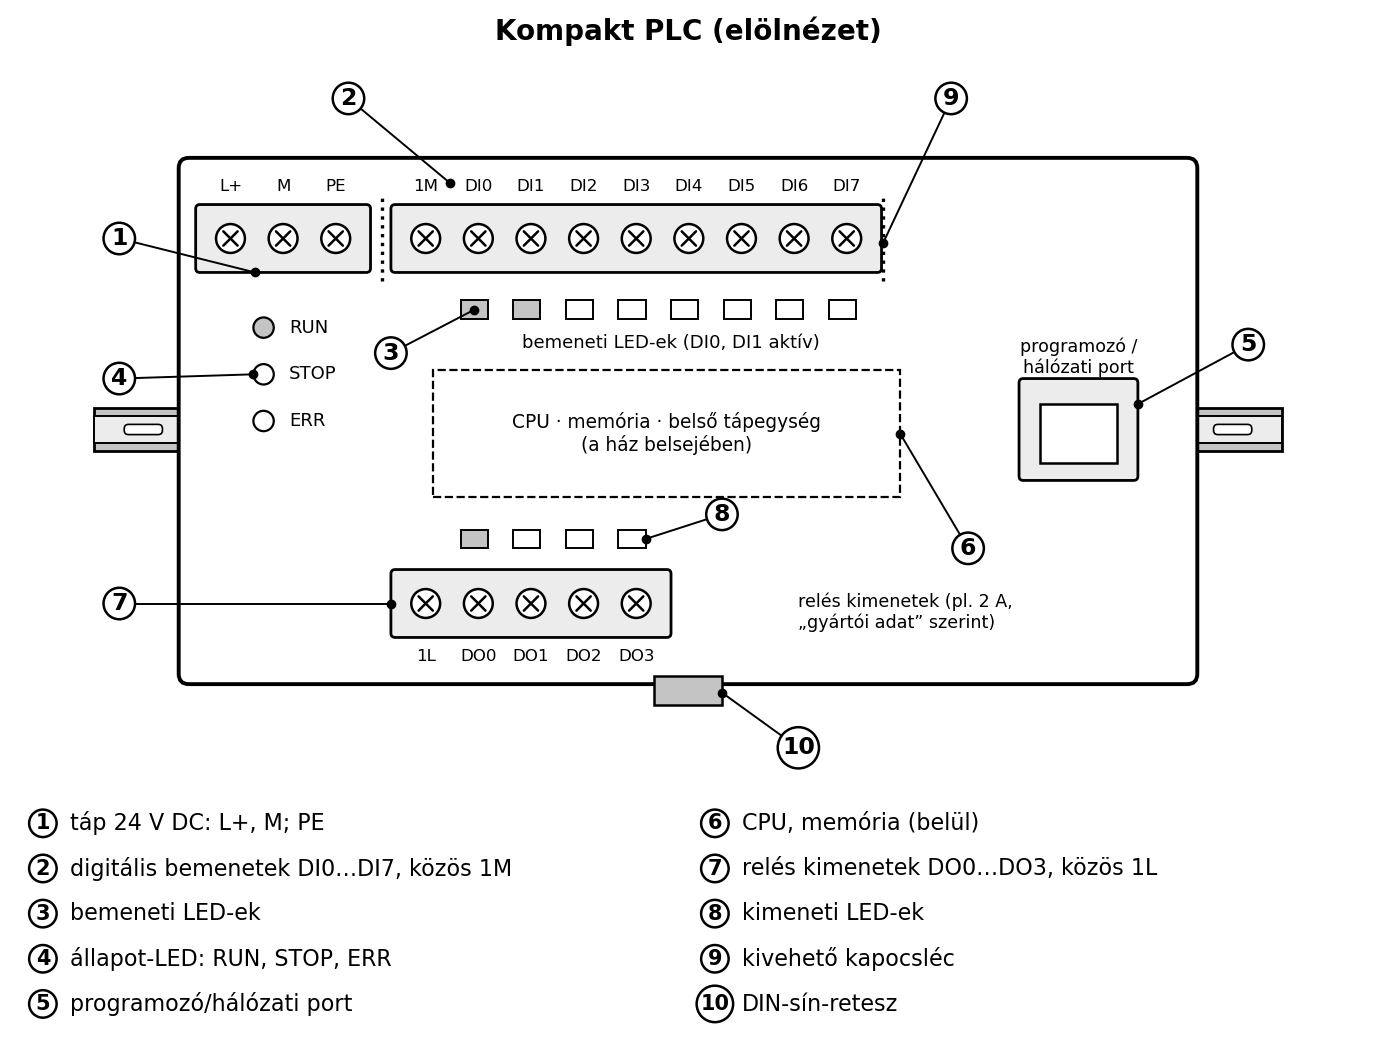 Kompakt PLC (elölnézet)
2
9
L+ M PE 1M DI0 DI1 DI2 DI3 DI4 DI5 DI6 DI7
1
RUN
bemeneti LED-ek (DI0, DI1 aktív)
3
programozó /
hálózati port
5
4
STOP
ERR
CPU · memória · belső tápegység
(a ház belsejében)
8
6
7
relés kimenetek (pl. 2 A,
„gyártói adat” szerint)
1L DO0 DO1 DO2 DO3
10
1 táp 24 V DC: L+, M; PE
2 digitális bemenetek DI0...DI7, közös 1M
3 bemeneti LED-ek
4 állapot-LED: RUN, STOP, ERR
5 programozó/hálózati port
6 CPU, memória (belül)
7 relés kimenetek DO0...DO3, közös 1L
8 kimeneti LED-ek
9 kivehető kapocsléc
10 DIN-sín-retesz